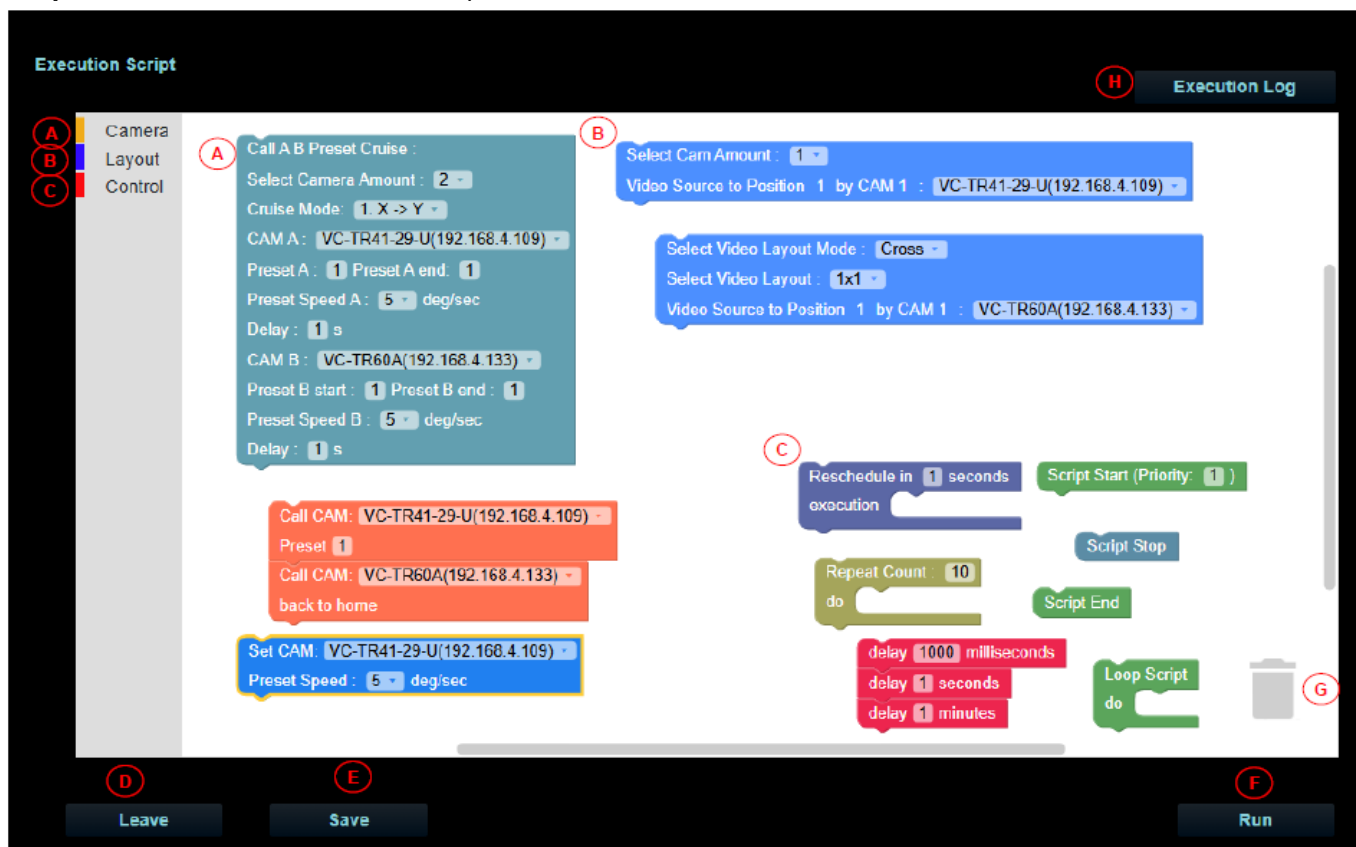 Execution Script
H
Execution Log
A
Camera
B
Layout
C
Control
A
Call A B Preset Cruise :
Select Camera Amount : 2
Cruise Mode: 1. X -> Y
CAM A : VC-TR41-29-U(192.168.4.109)
Preset A : 1 Preset A end: 1
Preset Speed A : 5 deg/sec
Delay : 1 s
CAM B : VC-TR60A(192.168.4.133)
Preset B start : 1 Preset B end : 1
Preset Speed B : 5 deg/sec
Delay : 1 s
Call CAM: VC-TR41-29-U(192.168.4.109)
Preset 1
Call CAM: VC-TR60A(192.168.4.133)
back to home
Set CAM: VC-TR41-29-U(192.168.4.109)
Preset Speed : 5 deg/sec
B
Select Cam Amount : 1
Video Source to Position 1 by CAM 1 : VC-TR41-29-U(192.168.4.109)
Select Video Layout Mode : Cross
Select Video Layout : 1x1
Video Source to Position 1 by CAM 1 : VC-TR60A(192.168.4.133)
C
Reschedule in 1 seconds
execution
Script Start (Priority: 1 )
Script Stop
Repeat Count : 10
do
Script End
delay 1000 milliseconds
delay 1 seconds
delay 1 minutes
Loop Script
do
G
D
Leave
E
Save
F
Run